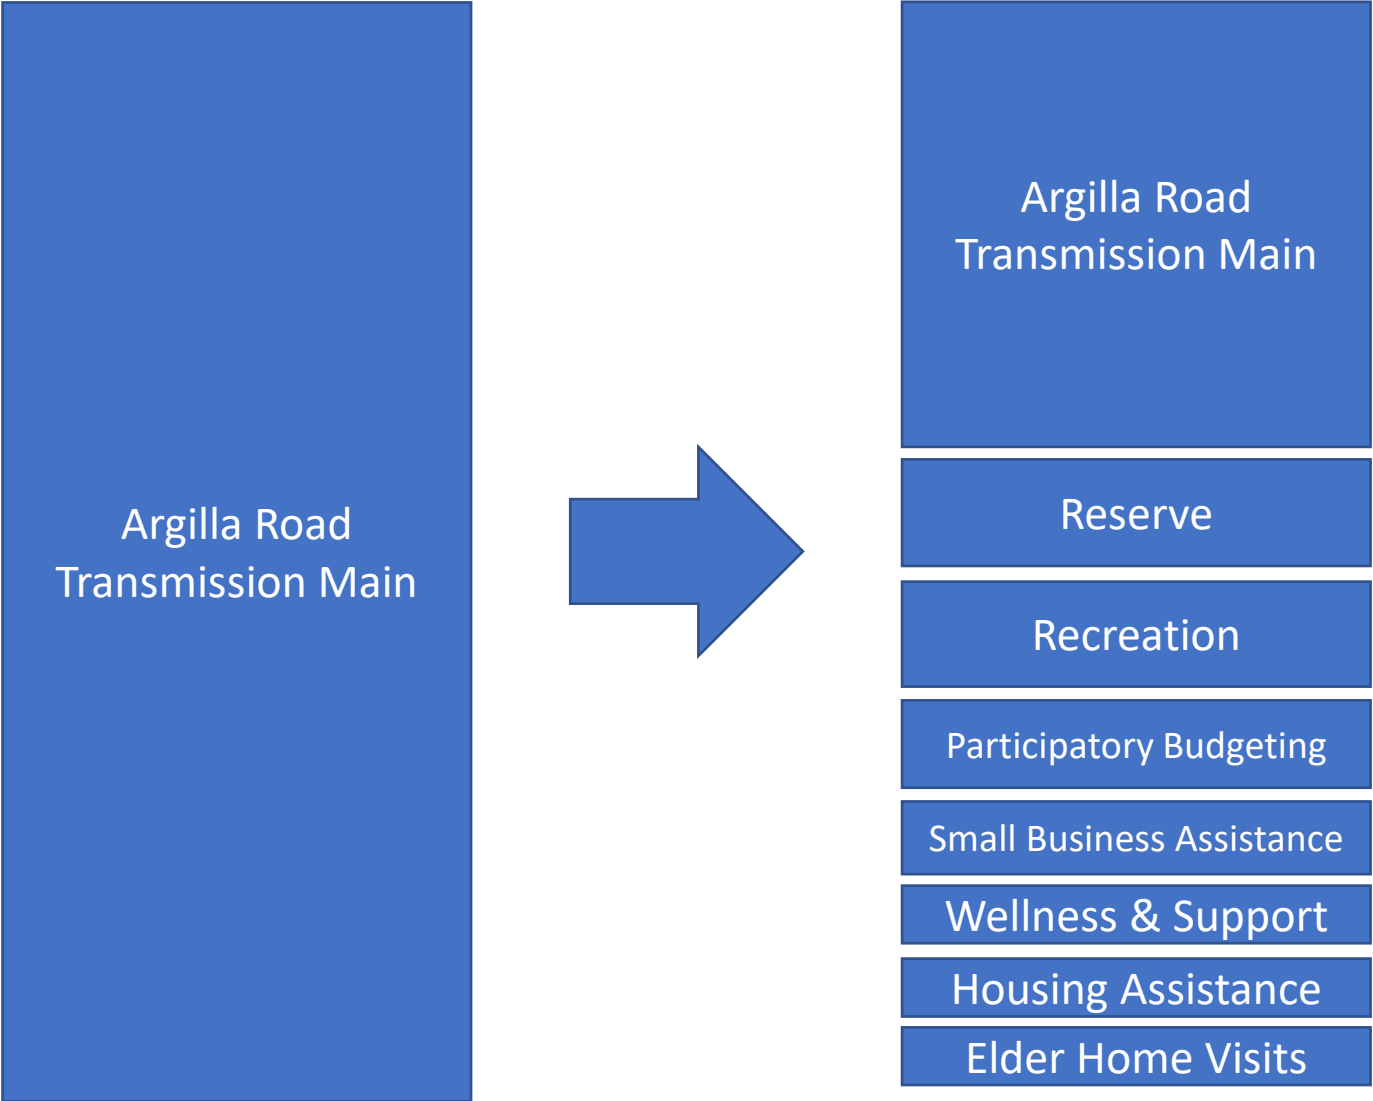 Argilla Road
Transmission Main
Argilla Road
Transmission Main
Reserve
Recreation
Participatory Budgeting
Small Business Assistance
Wellness & Support
Housing Assistance
Elder Home Visits